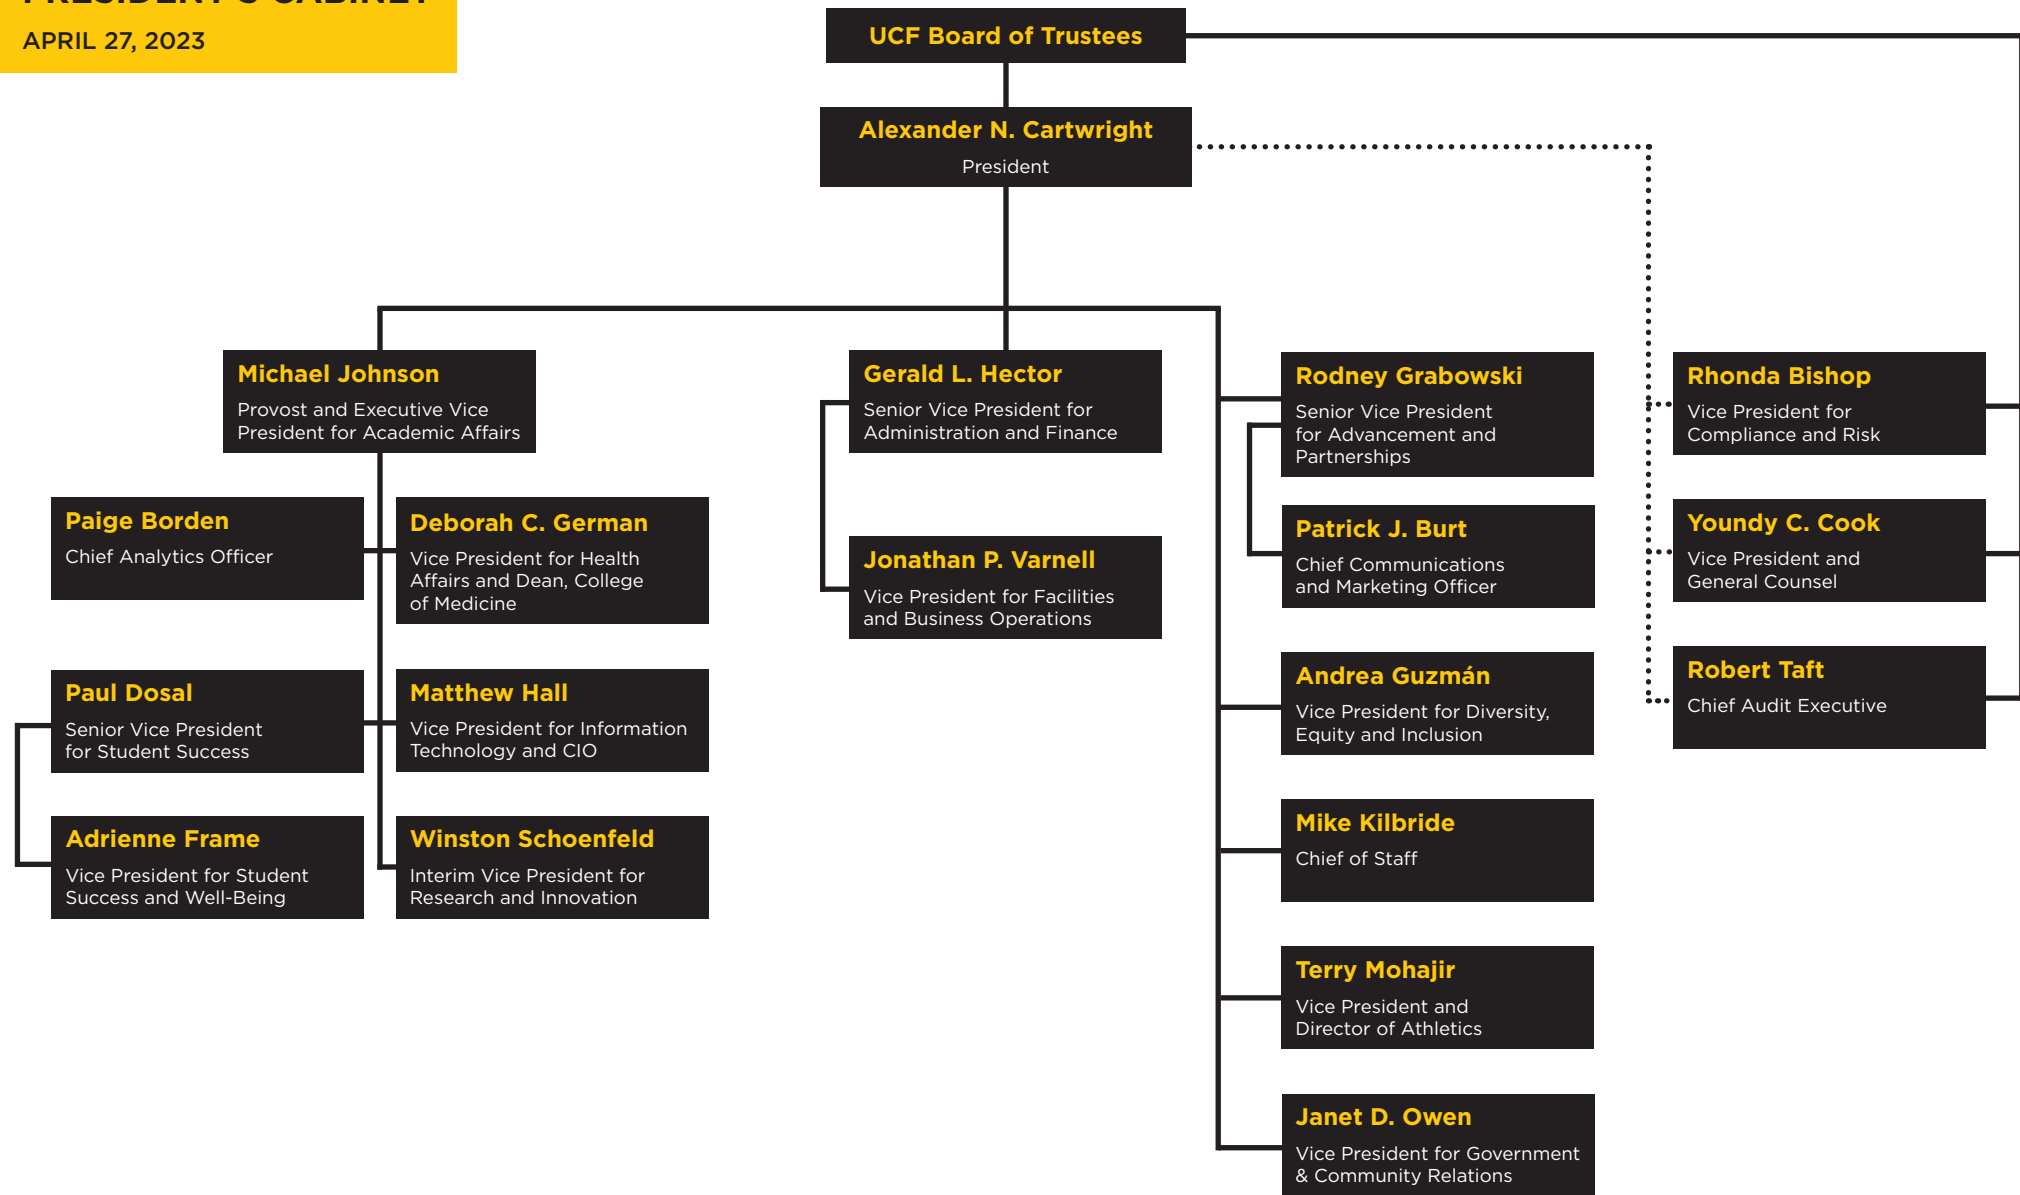 PRESIDENT'S CABINET
APRIL 27, 2023
UCF Board of Trustees
Alexander N. Cartwright
President
Michael Johnson
Provost and Executive Vice
President for Academic Affairs
Paige Borden
Chief Analytics Officer
Deborah C. German
Vice President for Health
Affairs and Dean, College
of Medicine
Paul Dosal
Senior Vice President
for Student Success
Matthew Hall
Vice President for Information
Technology and CIO
Adrienne Frame
Vice President for Student
Success and Well-Being
Winston Schoenfeld
Interim Vice President for
Research and Innovation
Gerald L. Hector
Senior Vice President for
Administration and Finance
Jonathan P. Varnell
Vice President for Facilities
and Business Operations
Rodney Grabowski
Senior Vice President
for Advancement and
Partnerships
Patrick J. Burt
Chief Communications
and Marketing Officer
Andrea Guzmán
Vice President for Diversity,
Equity and Inclusion
Mike Kilbride
Chief of Staff
Terry Mohajir
Vice President and
Director of Athletics
Janet D. Owen
Vice President for Government
& Community Relations
Rhonda Bishop
Vice President for
Compliance and Risk
Youndy C. Cook
Vice President and
General Counsel
Robert Taft
Chief Audit Executive